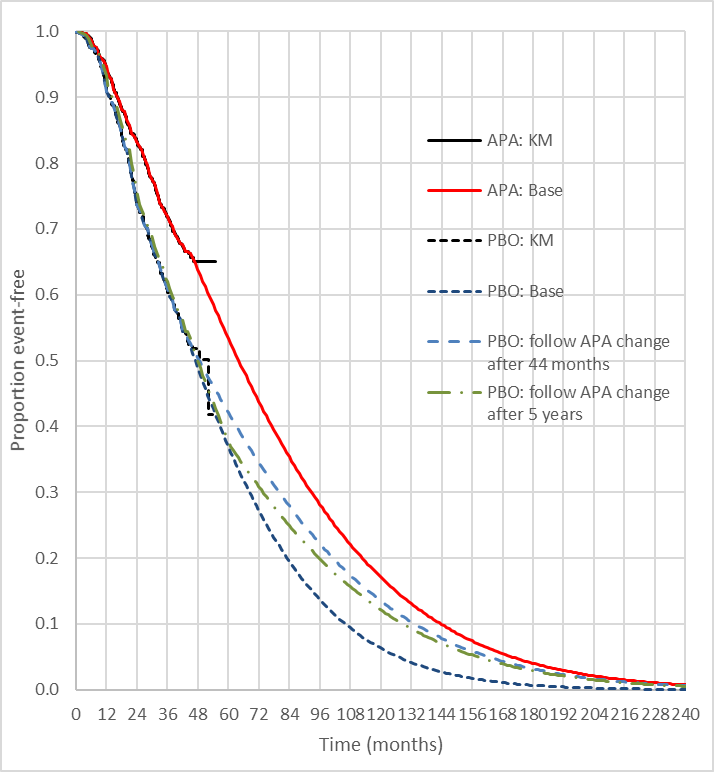 1.0
0.9
0.8
0.7
0.6
0.5
0.4
0.3
0.2
0.1
0.0
Proportion event-free
APA: KM
APA: Base
PBO: KM
PBO: Base
PBO: follow APA change
after 44 months
PBO: follow APA change
after 5 years
0 12 24 36 48 60 72 84 96 108 120 132 144 156 168 180 192 204 216 228 240
Time (months)